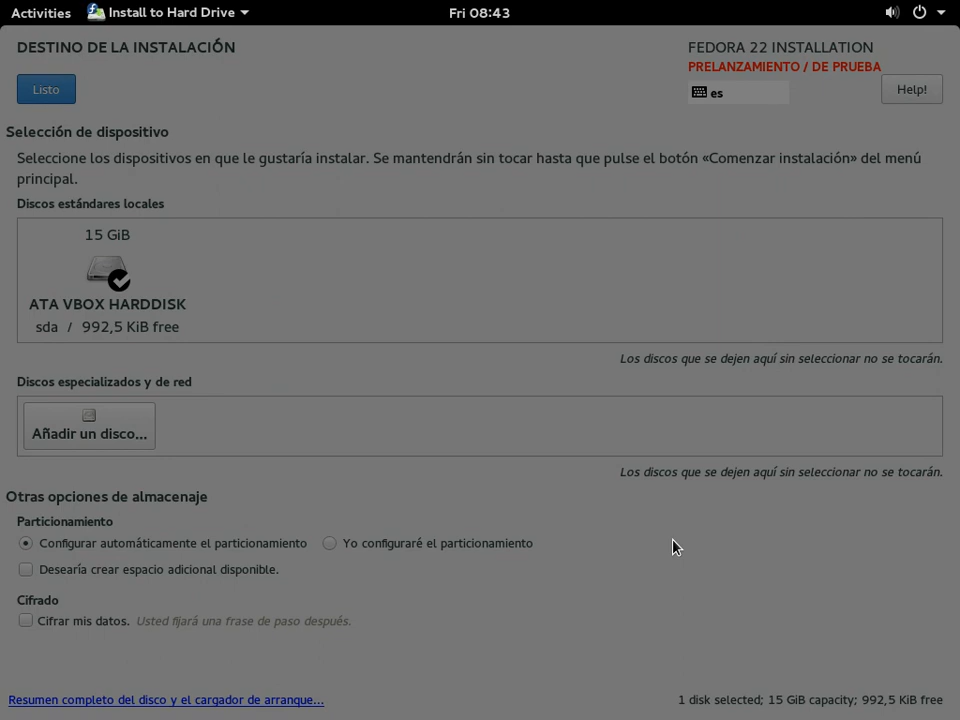 Activities Install to Hard Drive Fri 08:43
DESTINO DE LA INSTALACIÓN
FEDORA 22 INSTALLATION
PRELANZAMIENTO / DE PRUEBA
Listo
es
Help!
Selección de dispositivo
Seleccione los dispositivos en que le gustaría instalar. Se mantendrán sin tocar hasta que pulse el botón «Comenzar instalación» del menú
principal.
Discos estándares locales
15 GiB
ATA VBOX HARDDISK
sda / 992,5 KiB free
Los discos que se dejen aquí sin seleccionar no se tocarán.
Discos especializados y de red
Añadir un disco...
Los discos que se dejen aquí sin seleccionar no se tocarán.
Otras opciones de almacenaje
Particionamiento
Configurar automáticamente el particionamiento Yo configuraré el particionamiento
Desearía crear espacio adicional disponible.
Cifrado
Cifrar mis datos. Usted fijará una frase de paso después.
Resumen completo del disco y el cargador de arranque... 1 disk selected; 15 GiB capacity; 992,5 KiB free